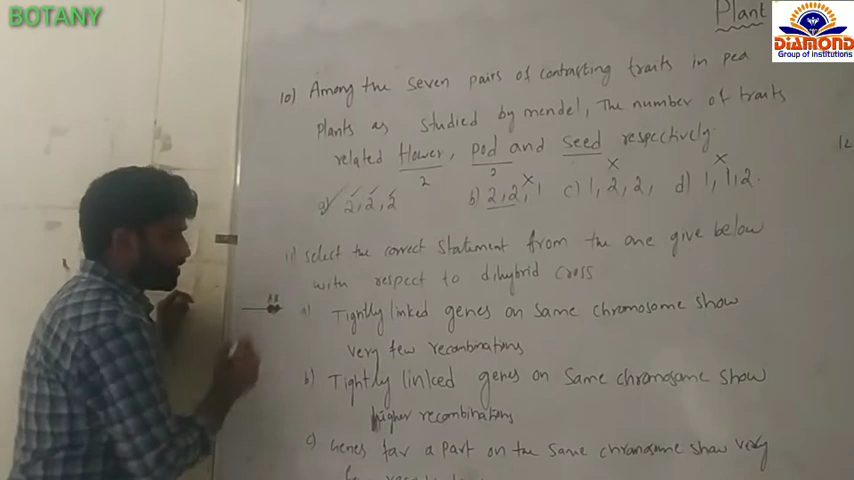 BOTANY
Plant
DIAMOND
Group of Institutions
10) Among the seven pairs of contrasting traits in pea
plants as studied by mendel, The number of traits
related flower, pod and seed respectively.
2 2
a) 2,2,2 b) 2,2,1 c) 1,2,2, d) 1,1,2.
11) select the correct statement from the one give below
with respect to dihybrid cross
AB
a) Tightly linked genes on same chromosome show
very few recombinations
b) Tightly linked genes on same chromosome show
higher recombinations
c) Genes far a part on the same chromosome show very